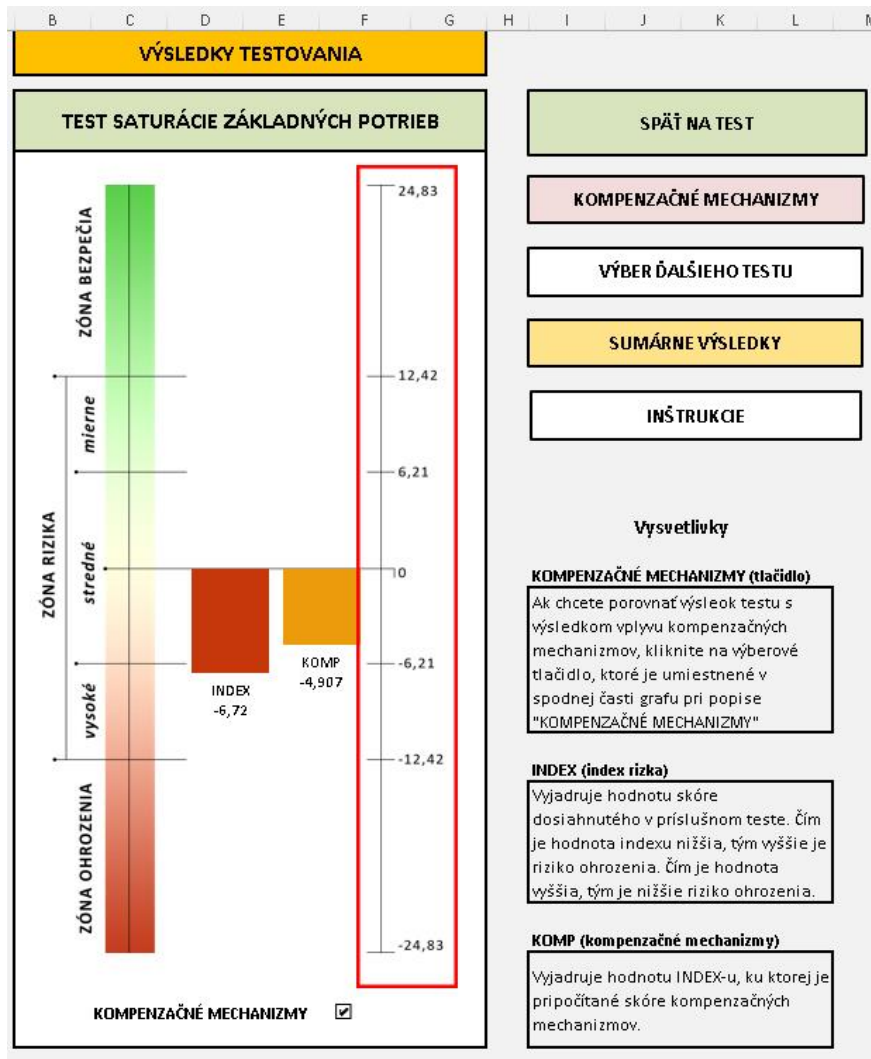 B C D E F G H I J K L M
VÝSLEDKY TESTOVANIA
TEST SATURÁCIE ZÁKLADNÝCH POTRIEB
ZÓNA BEZPEČIA
ZÓNA RIZIKA
mierne
stredné
vysoké
ZÓNA OHROZENIA
24,83
12,42
6,21
0
-6,21
-12,42
-24,83
INDEX
-6,72
KOMP
-4,907
KOMPENZAČNÉ MECHANIZMY
SPÄŤ NA TEST
KOMPENZAČNÉ MECHANIZMY
VÝBER ĎALŠIEHO TESTU
SUMÁRNE VÝSLEDKY
INŠTRUKCIE
Vysvetlivky
KOMPENZAČNÉ MECHANIZMY (tlačidlo)
Ak chcete porovnať výsleok testu s
výsledkom vplyvu kompenzačných
mechanizmov, kliknite na výberové
tlačidlo, ktoré je umiestnené v
spodnej časti grafu pri popise
"KOMPENZAČNÉ MECHANIZMY"
INDEX (index rizka)
Vyjadruje hodnotu skóre
dosiahnutého v príslušnom teste. Čím
je hodnota indexu nižšia, tým vyššie je
riziko ohrozenia. Čím je hodnota
vyššia, tým je nižšie riziko ohrozenia.
KOMP (kompenzačné mechanizmy)
Vyjadruje hodnotu INDEX-u, ku ktorej je
pripočítané skóre kompenzačných
mechanizmov.